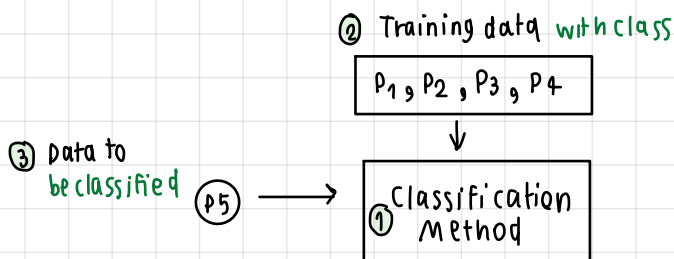 ② Training data with class
P1, P2, P3, P4
③ Data to
be classified
P5
Classification
① Method